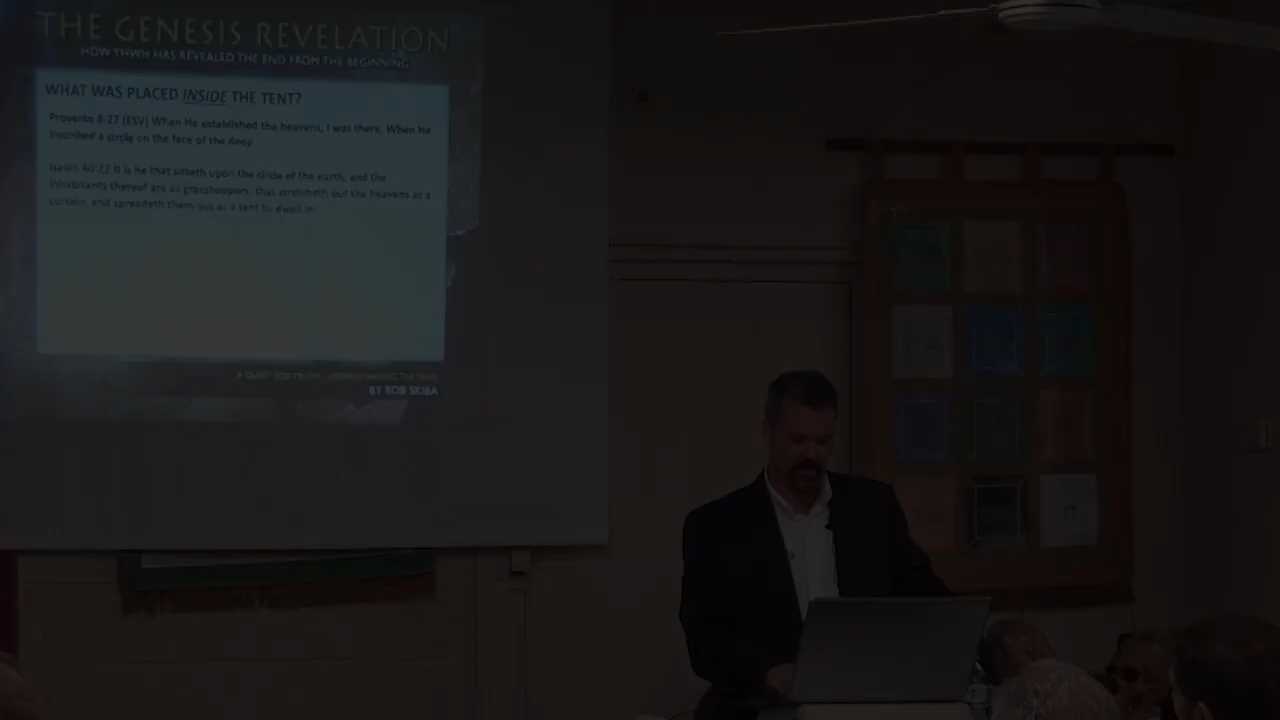 THE GENESIS REVELATION
HOW YHWH HAS REVEALED THE END FROM THE BEGINNING
WHAT WAS PLACED INSIDE THE TENT?
Proverbs 8:27 (ESV) When He established the heavens, I was there, When He
inscribed a circle on the face of the deep
Isaiah 40:22 It is he that sitteth upon the circle of the earth, and the
inhabitants thereof are as grasshoppers; that stretcheth out the heavens as a
curtain, and spreadeth them out as a tent to dwell in:
A QUEST FOR TRUTH
BY ROB SKIBA